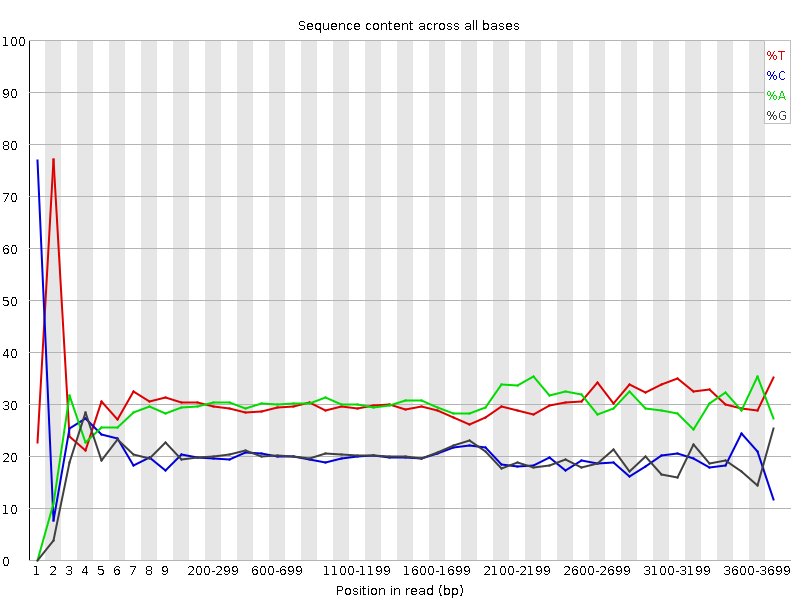 Sequence content across all bases
%T
%C
%A
%G
100
90
80
70
60
50
40
30
20
10
0
1 2 3 4 5 6 7 8 9 200-299 600-699 1100-1199 1600-1699 2100-2199 2600-2699 3100-3199 3600-3699
Position in read (bp)